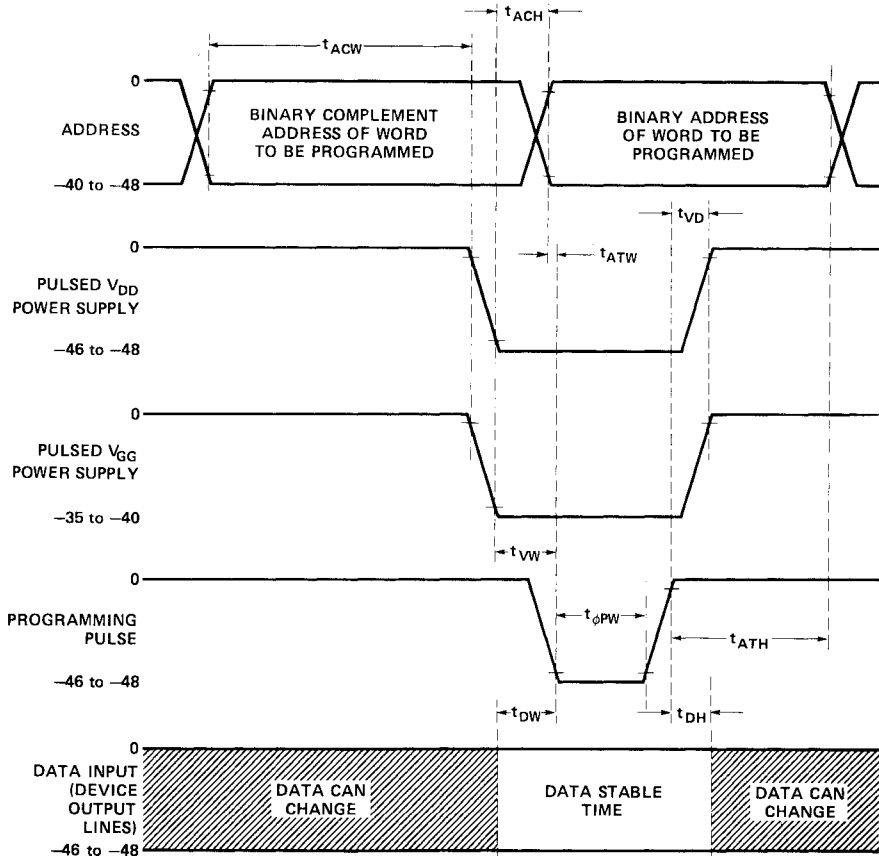 tACH
tACW
0
ADDRESS
BINARY COMPLEMENT
ADDRESS OF WORD
TO BE PROGRAMMED
BINARY ADDRESS
OF WORD TO BE
PROGRAMMED
−40 to −48
tVD
0
tATW
PULSED VDD
POWER SUPPLY
−46 to −48
0
PULSED VGG
POWER SUPPLY
−35 to −40
tVW
0
tφPW
PROGRAMMING
PULSE
tATH
−46 to −48
tDW
tDH
0
DATA INPUT
(DEVICE
OUTPUT
LINES)
DATA CAN
CHANGE
DATA STABLE
TIME
DATA CAN
CHANGE
−46 to −48